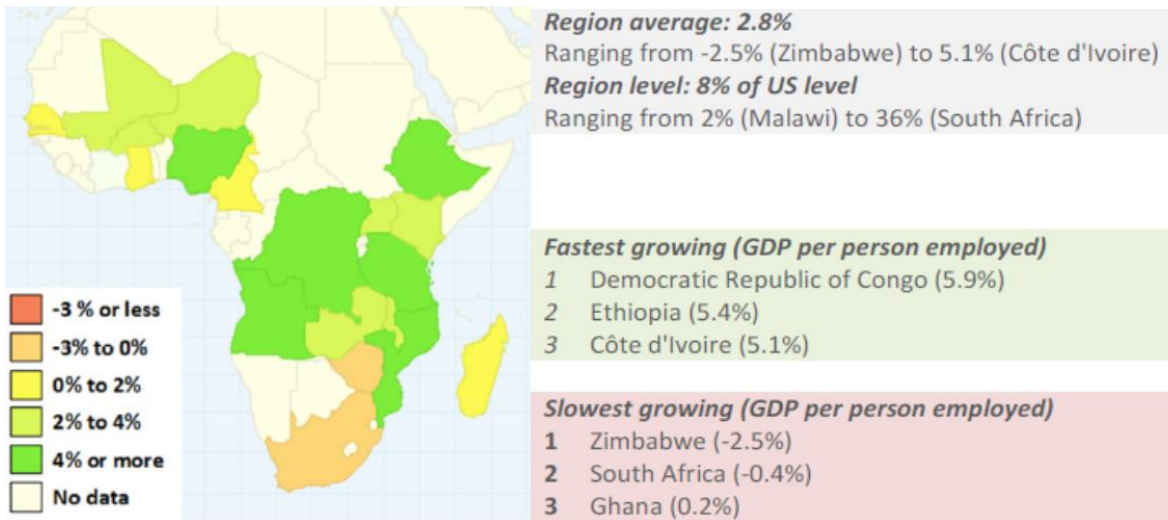 Region average: 2.8%
Ranging from -2.5% (Zimbabwe) to 5.1% (Côte d'Ivoire)
Region level: 8% of US level
Ranging from 2% (Malawi) to 36% (South Africa)
Fastest growing (GDP per person employed)
1 Democratic Republic of Congo (5.9%)
2 Ethiopia (5.4%)
3 Côte d'Ivoire (5.1%)
Slowest growing (GDP per person employed)
1 Zimbabwe (-2.5%)
2 South Africa (-0.4%)
3 Ghana (0.2%)
-3 % or less
-3% to 0%
0% to 2%
2% to 4%
4% or more
No data